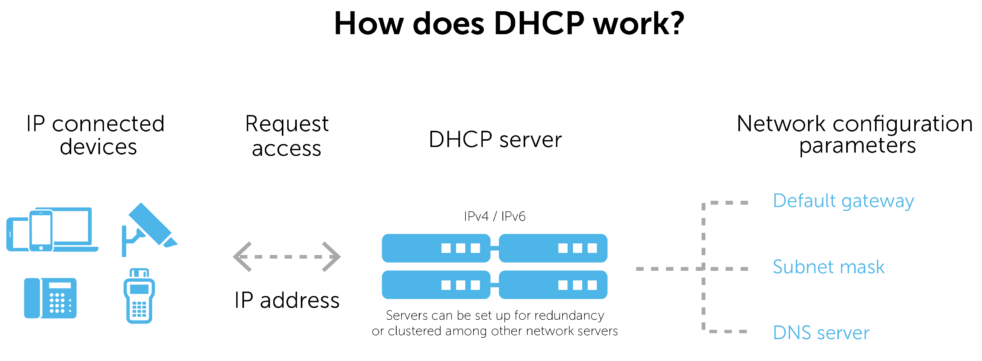 How does DHCP work?
IP connected
devices
Request
access
IP address
DHCP server
IPv4 / IPv6
Servers can be set up for redundancy
or clustered among other network servers
Network configuration
parameters
Default gateway
Subnet mask
DNS server